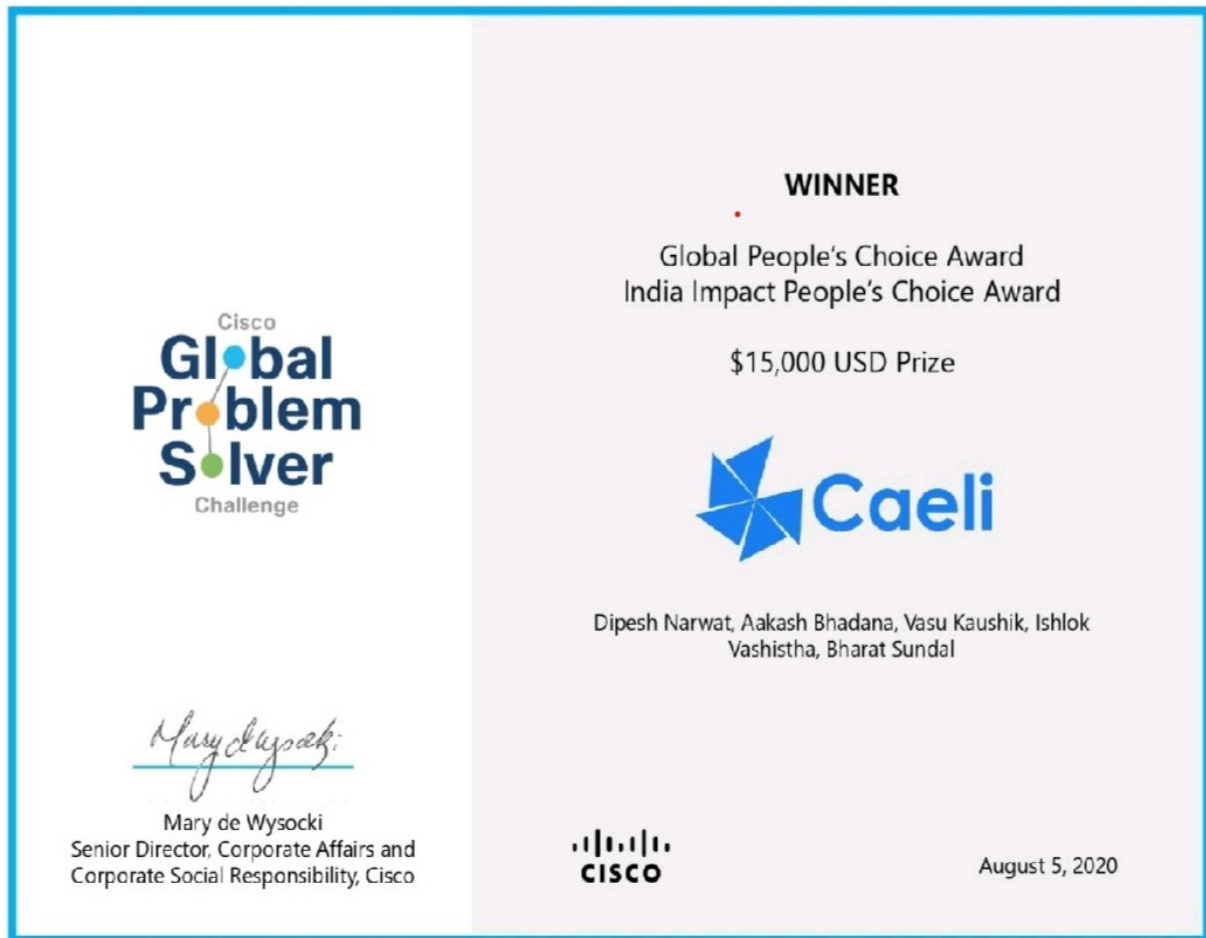 Cisco
Global
Problem
Solver
Challenge
Mary de Wysocki
Mary de Wysocki
Senior Director, Corporate Affairs and
Corporate Social Responsibility, Cisco
WINNER
Global People's Choice Award
India Impact People's Choice Award
$15,000 USD Prize
Caeli
Dipesh Narwat, Aakash Bhadana, Vasu Kaushik, Ishlok
Vashistha, Bharat Sundal
CISCO
August 5, 2020